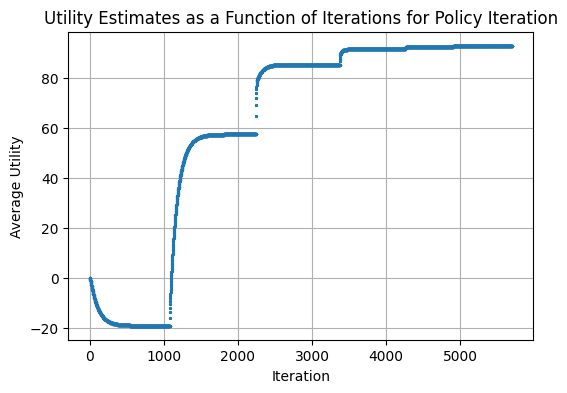 Utility Estimates as a Function of Iterations for Policy Iteration
Average Utility
80
60
40
20
0
−20
0 1000 2000 3000 4000 5000
Iteration